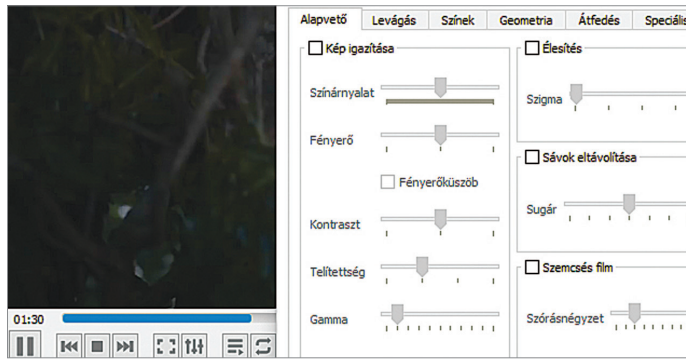 Alapvető Levágás Színek Geometria Átfedés Speciális
Kép igazítása
Színárnyalat
Fényerő
Fényerőküszöb
Kontraszt
Telítettség
Gamma
Élesítés
Szigma
Sávok eltávolítása
Sugár
Szemcsés film
Szórásnégyzet
01:30